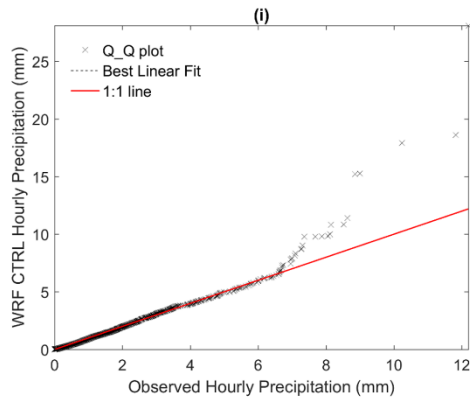 (i)
Q_Q plot
Best Linear Fit
1:1 line
WRF CTRL Hourly Precipitation (mm)
25
20
15
10
5
0
0
2
4
6
8
10
12
Observed Hourly Precipitation (mm)